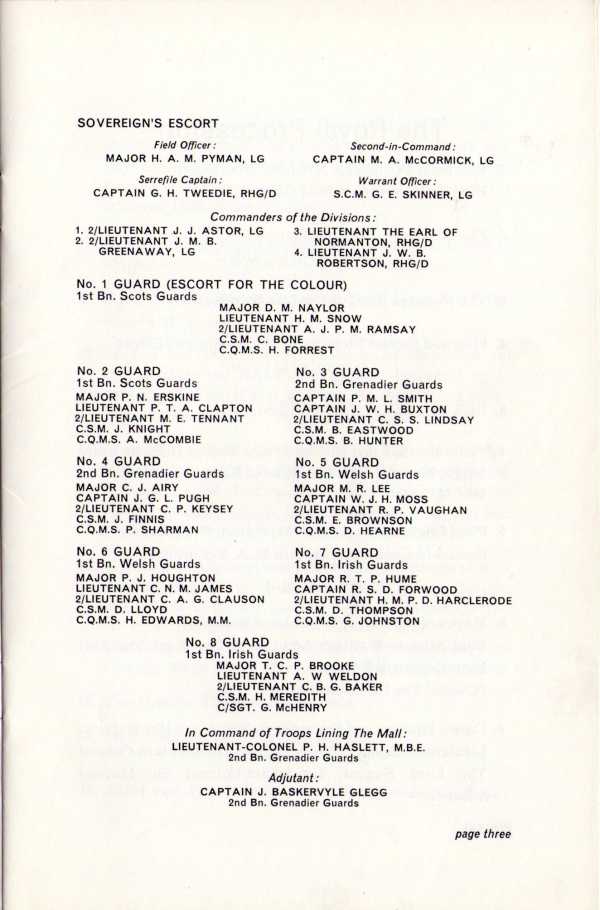 SOVEREIGN'S ESCORT
Field Officer:
MAJOR H. A. M. PYMAN, LG
Second-in-Command:
CAPTAIN M. A. McCORMICK, LG
Serrefile Captain:
CAPTAIN G. H. TWEEDIE, RHG/D
Warrant Officer:
S.C.M. G. E. SKINNER, LG
Commanders of the Divisions:
1. 2/LIEUTENANT J. J. ASTOR, LG
2. 2/LIEUTENANT J. M. B.
GREENAWAY, LG
3. LIEUTENANT THE EARL OF
NORMANTON, RHG/D
4. LIEUTENANT J. W. B.
ROBERTSON, RHG/D
No. 1 GUARD (ESCORT FOR THE COLOUR)
1st Bn. Scots Guards
MAJOR D. M. NAYLOR
LIEUTENANT H. M. SNOW
2/LIEUTENANT A. J. P. M. RAMSAY
C.S.M. C. BONE
C.Q.M.S. H. FORREST
No. 2 GUARD
1st Bn. Scots Guards
MAJOR P. N. ERSKINE
LIEUTENANT P. T. A. CLAPTON
2/LIEUTENANT M. E. TENNANT
C.S.M. J. KNIGHT
C.Q.M.S. A. McCOMBIE
No. 3 GUARD
2nd Bn. Grenadier Guards
CAPTAIN P. M. L. SMITH
CAPTAIN J. W. H. BUXTON
2/LIEUTENANT C. S. S. LINDSAY
C.S.M. B. EASTWOOD
C.Q.M.S. B. HUNTER
No. 4 GUARD
2nd Bn. Grenadier Guards
MAJOR C. J. AIRY
CAPTAIN J. G. L. PUGH
2/LIEUTENANT C. P. KEYSEY
C.S.M. J. FINNIS
C.Q.M.S. P. SHARMAN
No. 5 GUARD
1st Bn. Welsh Guards
MAJOR M. R. LEE
CAPTAIN W. J. H. MOSS
2/LIEUTENANT R. P. VAUGHAN
C.S.M. E. BROWNSON
C.Q.M.S. D. HEARNE
No. 6 GUARD
1st Bn. Welsh Guards
MAJOR P. J. HOUGHTON
LIEUTENANT C. N. M. JAMES
2/LIEUTENANT C. A. G. CLAUSON
C.S.M. D. LLOYD
C.Q.M.S. H. EDWARDS, M.M.
No. 7 GUARD
1st Bn. Irish Guards
MAJOR R. T. P. HUME
CAPTAIN R. S. D. FORWOOD
2/LIEUTENANT H. M. P. D. HARCLERODE
C.S.M. D. THOMPSON
C.Q.M.S. G. JOHNSTON
No. 8 GUARD
1st Bn. Irish Guards
MAJOR T. C. P. BROOKE
LIEUTENANT A. W WELDON
2/LIEUTENANT C. B. G. BAKER
C.S.M. H. MEREDITH
C/SGT. G. McHENRY
In Command of Troops Lining The Mall:
LIEUTENANT-COLONEL P. H. HASLETT, M.B.E.
2nd Bn. Grenadier Guards
Adjutant:
CAPTAIN J. BASKERVYLE GLEGG
2nd Bn. Grenadier Guards
page three